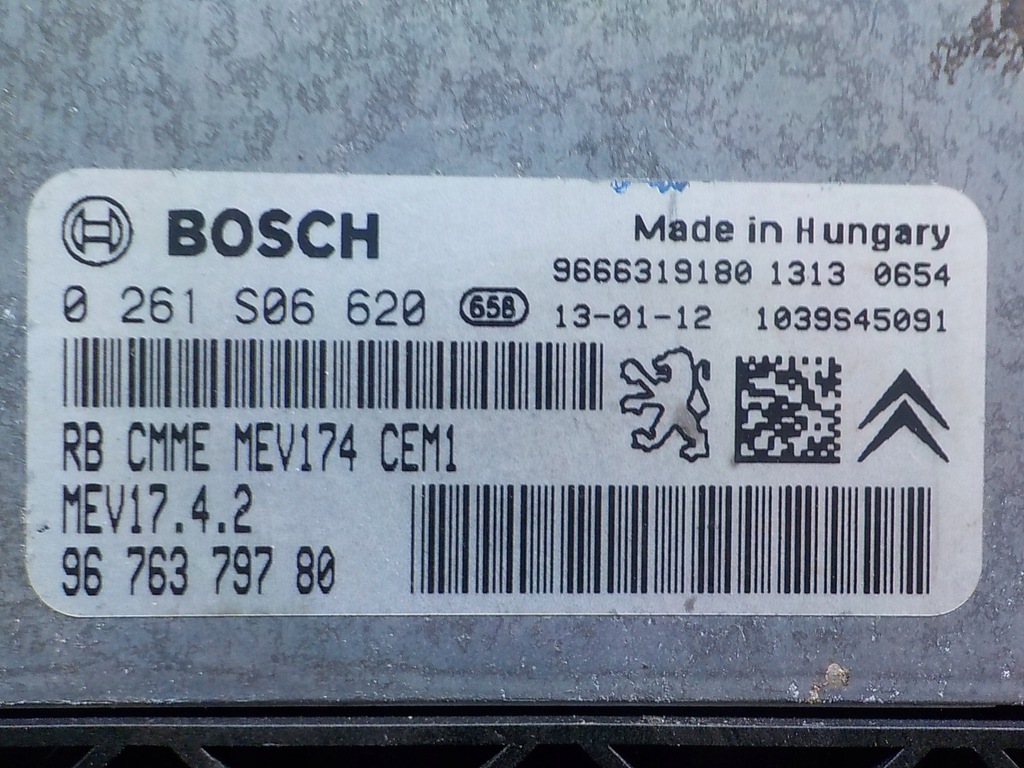 BOSCH
Made in Hungary
9666319180 1313 0654
0 261 S06 620 658
13-01-12 1039S45091
RB CMME MEV174 CEM1
MEV17.4.2
96 763 797 80